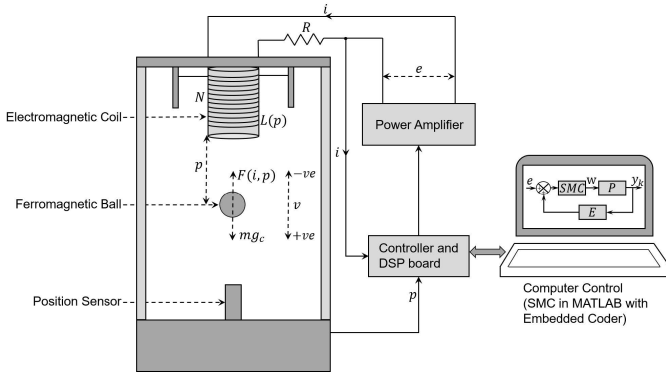 i
R
e
N
Electromagnetic Coil
L(p)
Power Amplifier
p
i
F(i, p)
−ve
e
SMC
w
P
y_k
E
Ferromagnetic Ball
v
mg_c
+ve
Controller and
DSP board
Position Sensor
p
Computer Control
(SMC in MATLAB with
Embedded Coder)